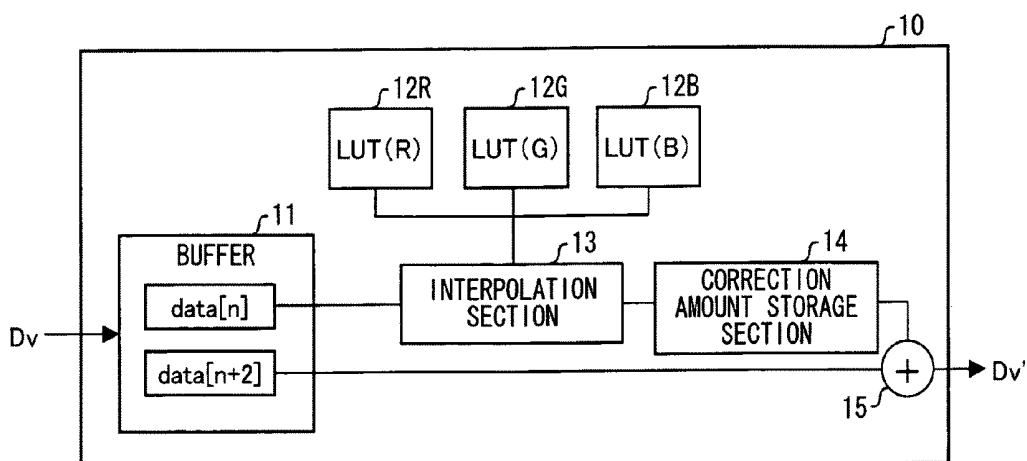 10
12R
12G
12B
LUT(R)
LUT(G)
LUT(B)
11
BUFFER
data[n]
data[n+2]
13
INTERPOLATION
SECTION
14
CORRECTION
AMOUNT STORAGE
SECTION
Dv
+
15
Dv'